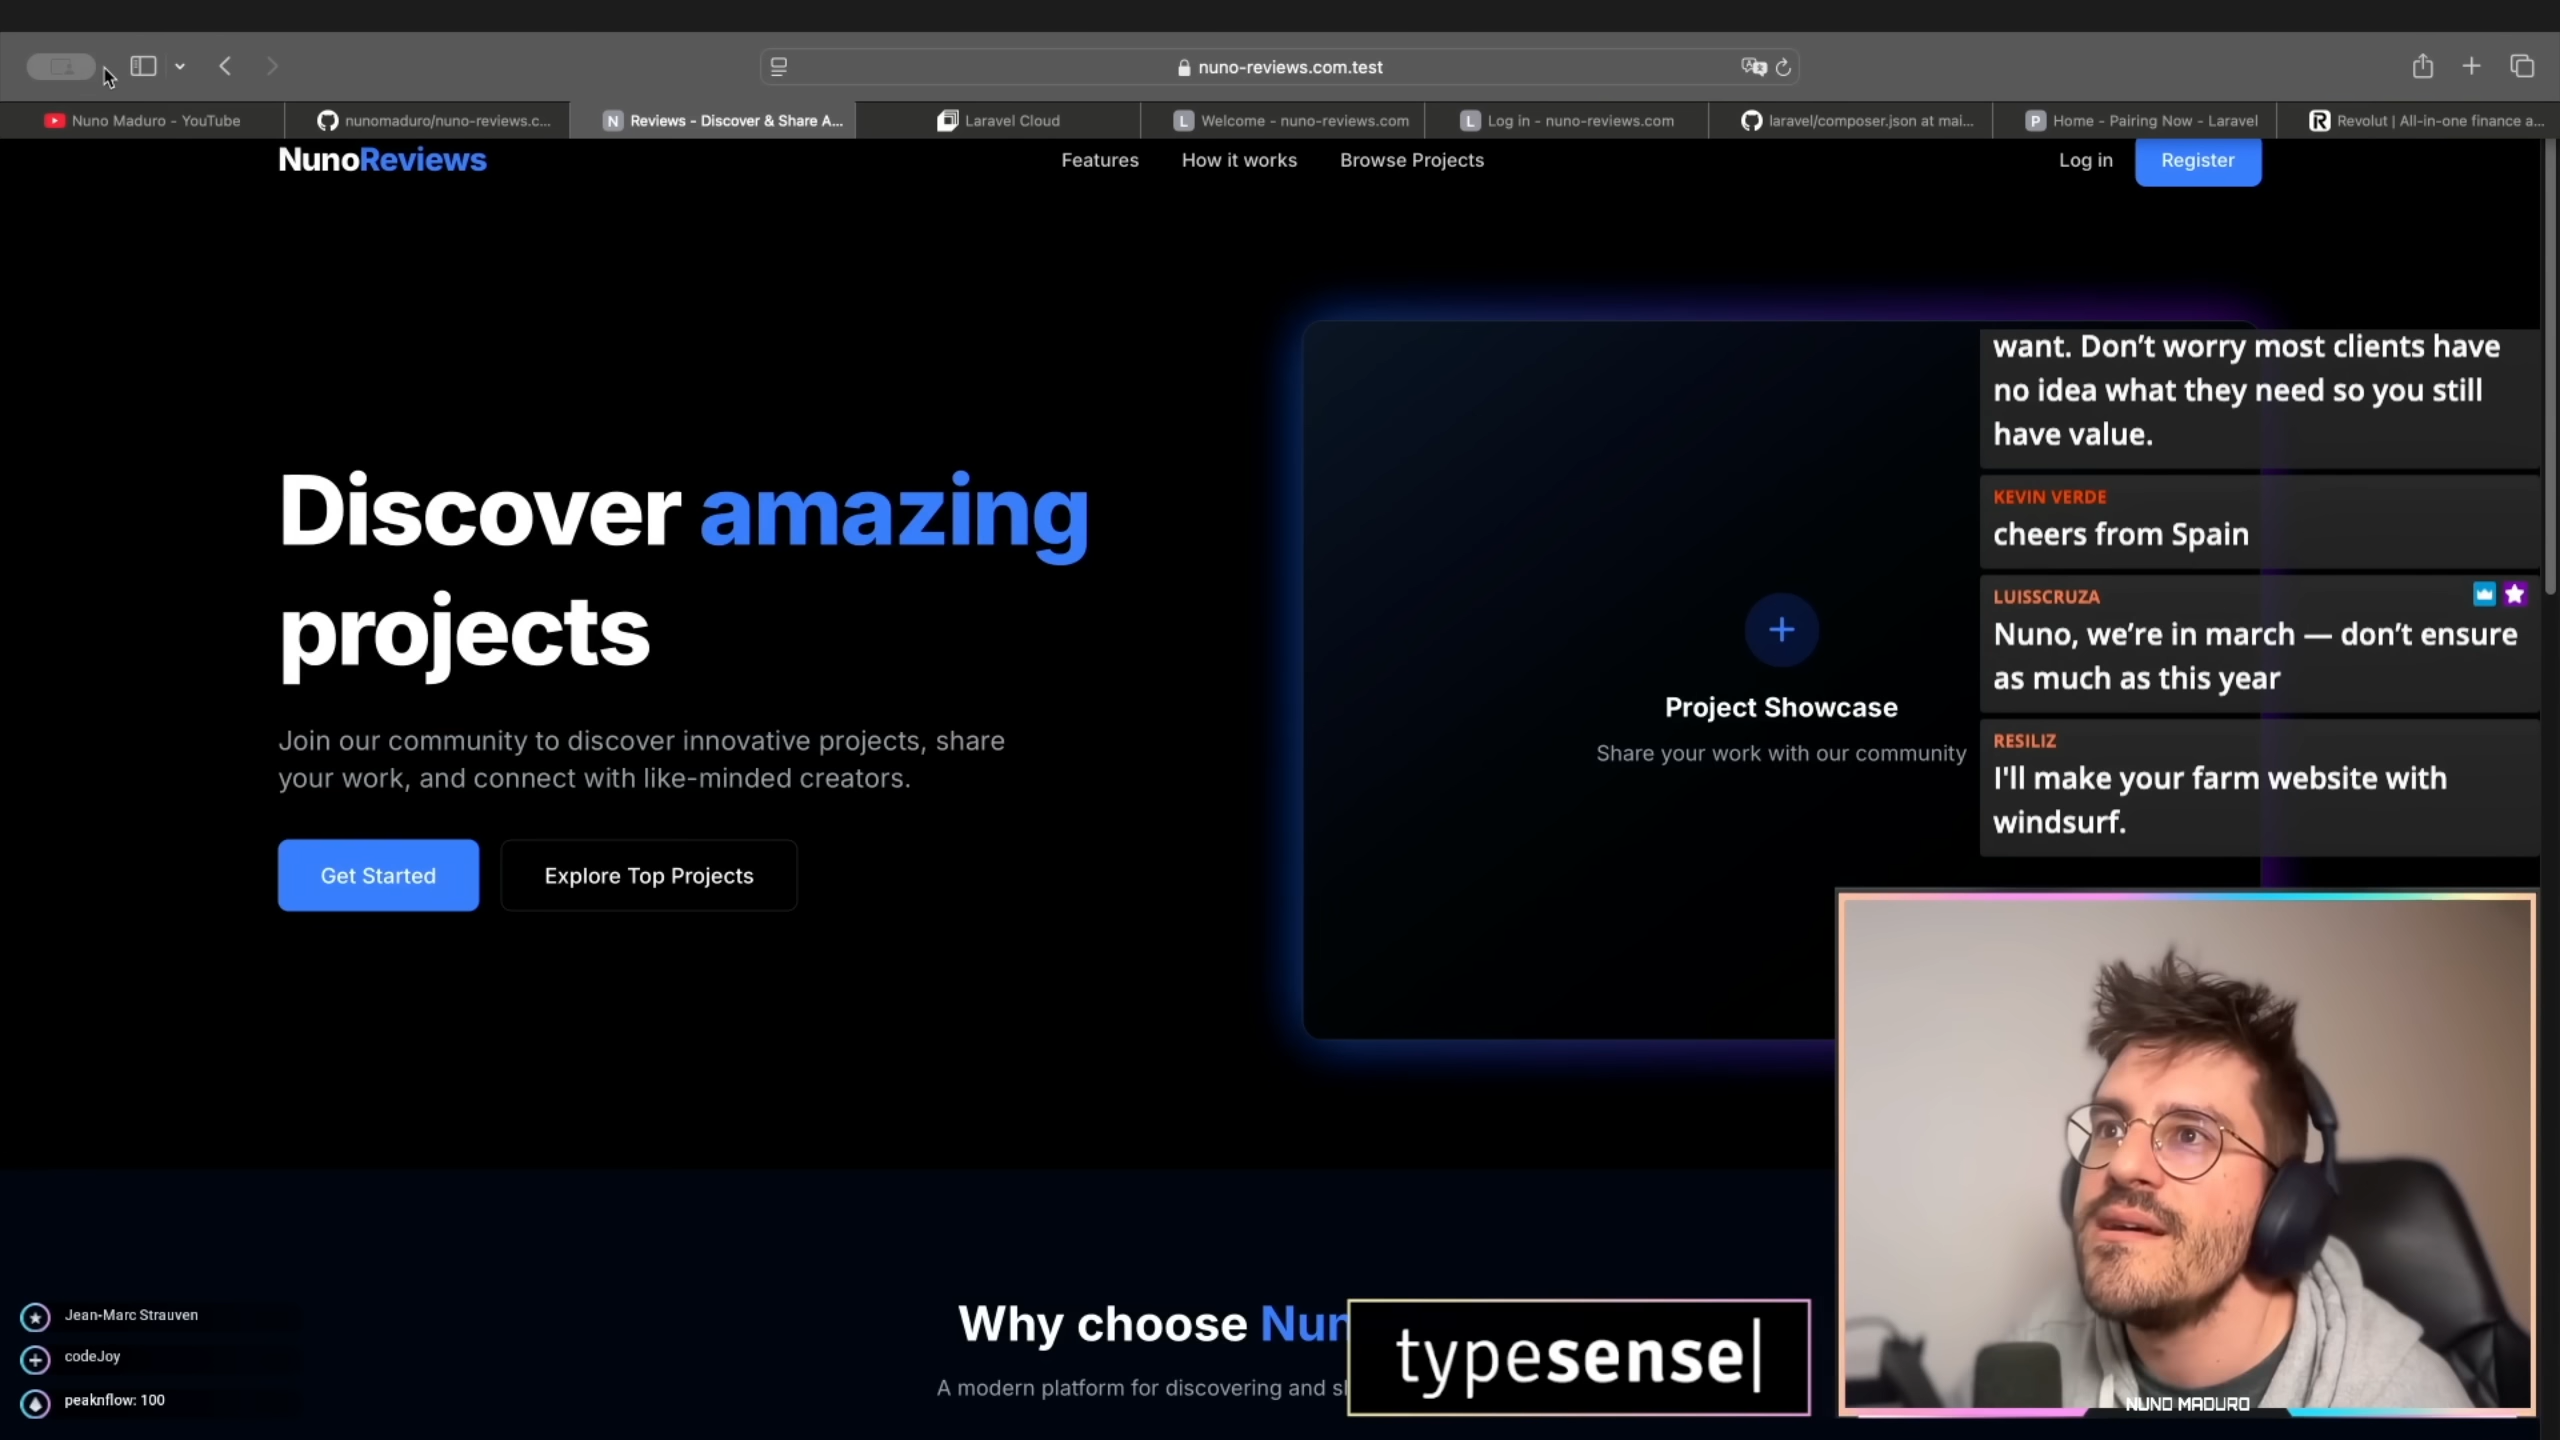 nuno-reviews.com.test
Nuno Maduro - YouTube
nunomaduro/nuno-reviews.c...
N
Reviews - Discover & Share A...
Laravel Cloud
L
Welcome - nuno-reviews.com
L
Log in - nuno-reviews.com
laravel/composer.json at mai...
P
Home - Pairing Now - Laravel
R
Revolut | All-in-one finance a...
NunoReviews
Features
How it works
Browse Projects
Log in
Register
Discover amazing
projects
Join our community to discover innovative projects, share
your work, and connect with like-minded creators.
Get Started
Explore Top Projects
Project Showcase
Share your work with our community
want. Don't worry most clients have
no idea what they need so you still
have value.
KEVIN VERDE
cheers from Spain
LUISSCRUZA
Nuno, we're in march — don't ensure
as much as this year
RESILIZ
I'll make your farm website with
windsurf.
Why choose
A modern platform for discovering and
typesense
Jean-Marc Strauven
codeJoy
peaknflow: 100
NUNO MADURO